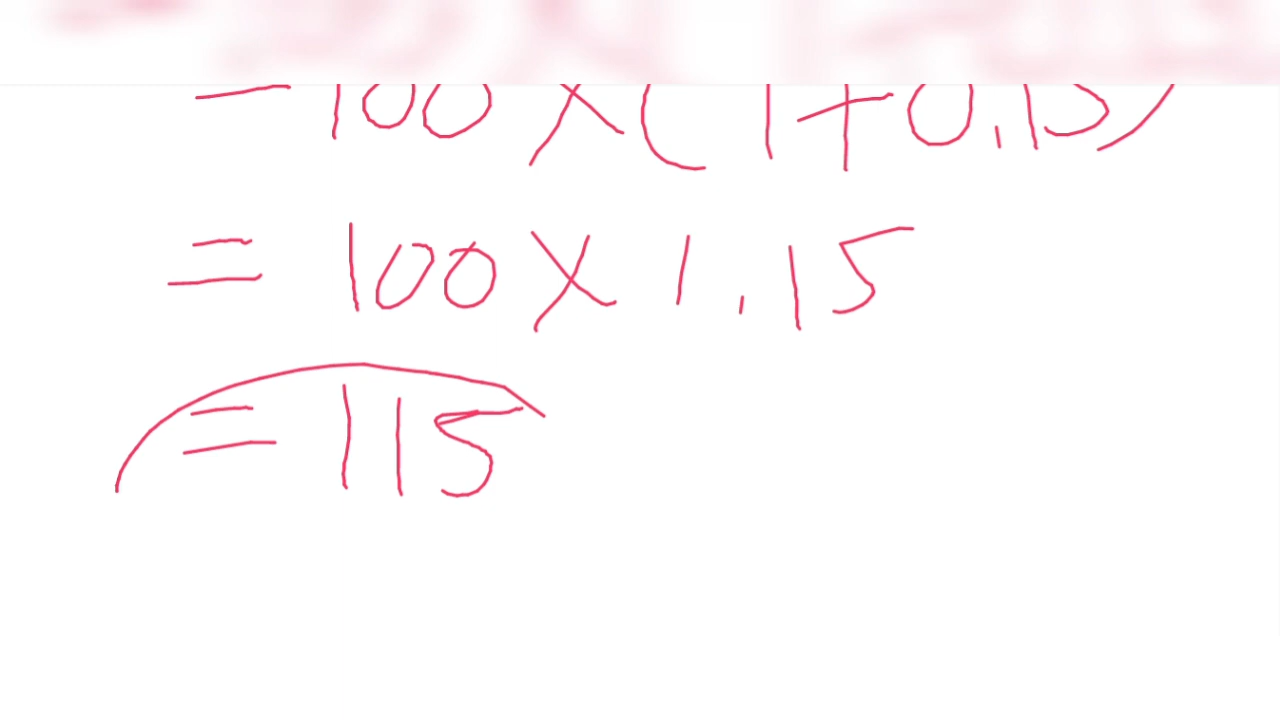 = 100 × (1+0.15)
= 100 × 1.15
= 115